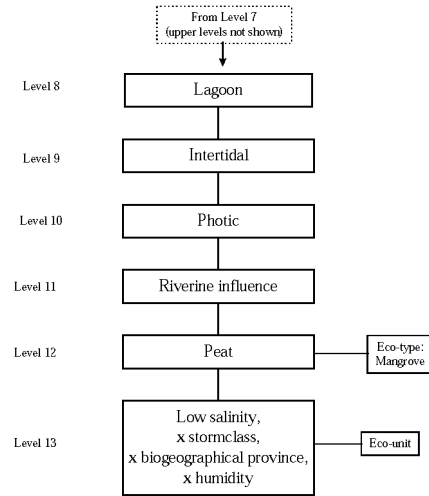 From Level 7
(upper levels not shown)
Level 8
Lagoon
Level 9
Intertidal
Level 10
Photic
Level 11
Riverine influence
Level 12
Peat
Eco-type:
Mangrove
Level 13
Low salinity,
x stormclass,
x biogeographical province,
x humidity
Eco-unit